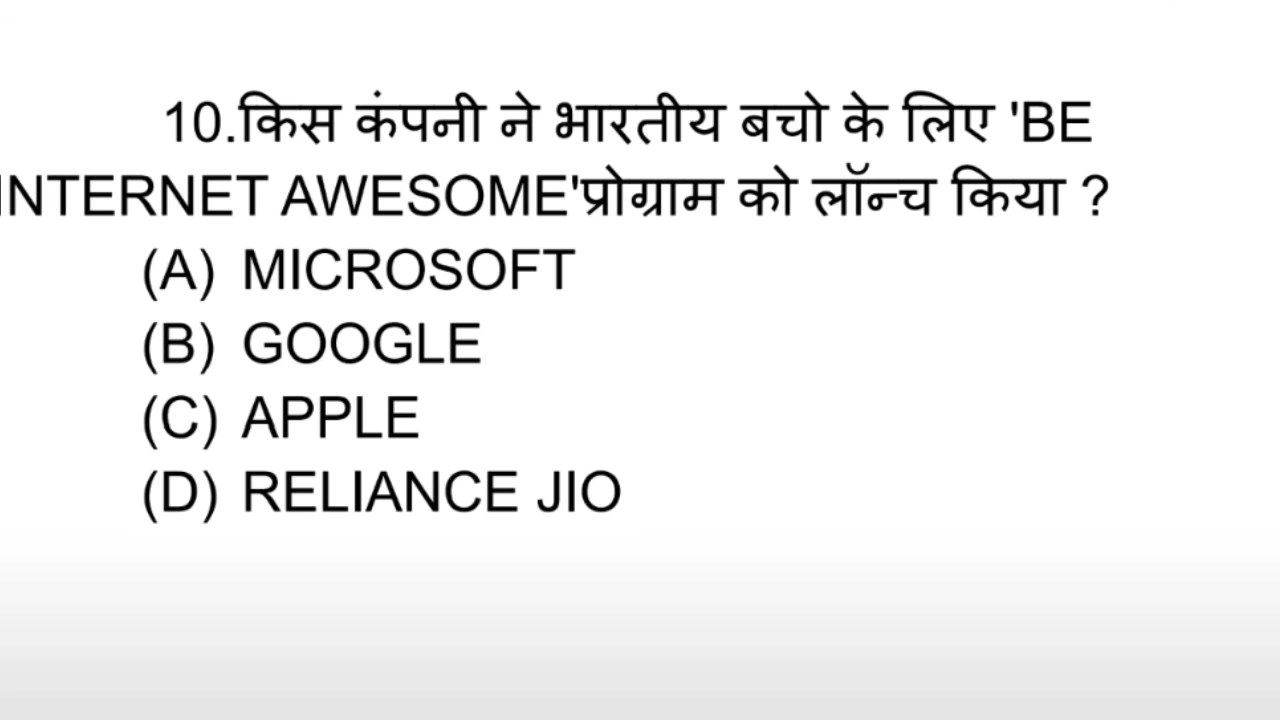 10.किस कंपनी ने भारतीय बचो के लिए 'BE
INTERNET AWESOME'प्रोग्राम को लॉन्च किया ?
(A) MICROSOFT
(B) GOOGLE
(C) APPLE
(D) RELIANCE JIO